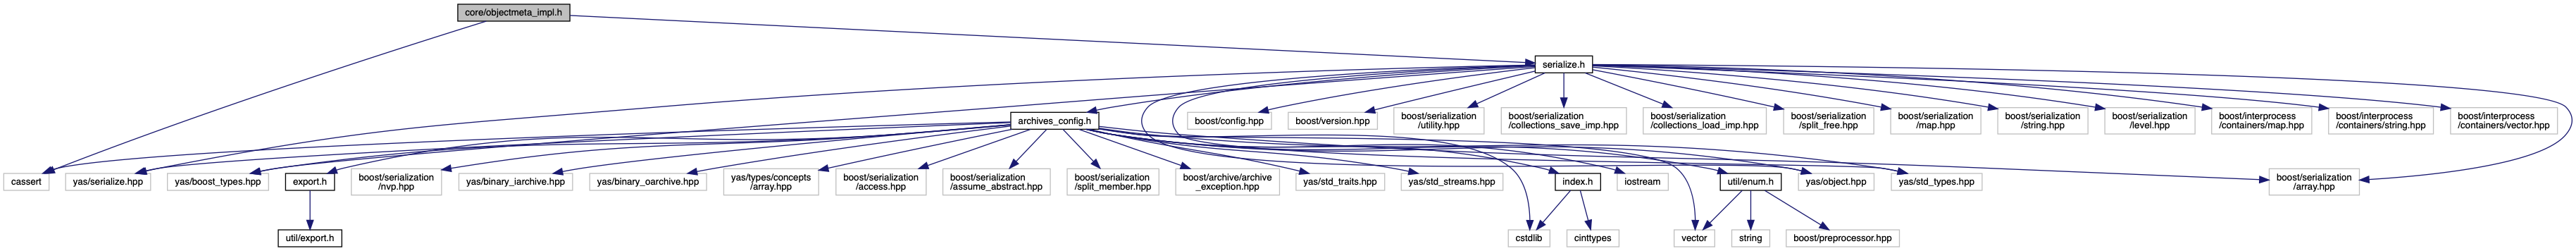 core/objectmeta_impl.h
serialize.h
archives_config.h
boost/config.hpp
boost/version.hpp
boost/serialization
/utility.hpp
boost/serialization
/collections_save_imp.hpp
boost/serialization
/collections_load_imp.hpp
boost/serialization
/split_free.hpp
boost/serialization
/map.hpp
boost/serialization
/string.hpp
boost/serialization
/level.hpp
boost/interprocess
/containers/map.hpp
boost/interprocess
/containers/string.hpp
boost/interprocess
/containers/vector.hpp
cassert
yas/serialize.hpp
yas/boost_types.hpp
export.h
boost/serialization
/nvp.hpp
yas/binary_iarchive.hpp
yas/binary_oarchive.hpp
yas/types/concepts
/array.hpp
boost/serialization
/access.hpp
boost/serialization
/assume_abstract.hpp
boost/serialization
/split_member.hpp
boost/archive/archive
_exception.hpp
yas/std_traits.hpp
yas/std_streams.hpp
index.h
iostream
util/enum.h
yas/object.hpp
yas/std_types.hpp
boost/serialization
/array.hpp
util/export.h
cstdlib
cinttypes
vector
string
boost/preprocessor.hpp